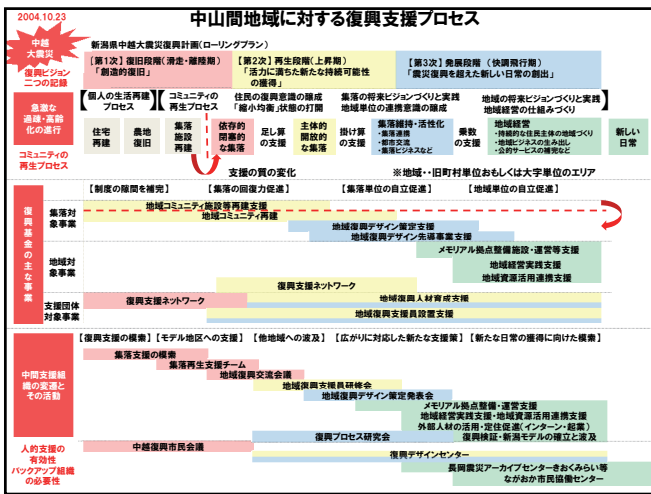 2004.10.23
中山間地域に対する復興支援プロセス
中越
大震災
新潟県中越大震災復興計画(ローリングプラン)
復興ビジョン
二つの記録
【第1次】復旧段階(滑走・離陸期)
「創造的復旧」
【第2次】再生段階(上昇期)
「活力に満ちた新たな持続可能性
の獲得」
【第3次】発展段階 (快調飛行期)
「震災復興を超えた新しい日常の創出」
急激な
過疎・高齢
化の進行
個人の生活再建
プロセス
コミュニティの
再生プロセス
住民の復興意識の醸成
「縮小均衡」状態の打開
集落の将来ビジョンづくりと実践
地域単位の連携意識の醸成
地域の将来ビジョンづくりと実践
地域経営の仕組みづくり
コミュニティの
再生プロセス
住宅
再建
農地
復旧
集落
施設
再建
依存的
閉塞的
な集落
足し算
の支援
主体的
開放的な
な集落
掛け算
の支援
集落維持・活性化
・集落連携
・都市交流
・集落ビジネスなど
乗数
の支援
地域経営
・持続的な住民主体の地域づくり
・地域ビジネスの生み出し
・公的サービスの補完など
新しい
日常
支援の質の変化
※地域・・旧町村単位おもしくは大字単位のエリア
復興基金の主な事業
【制度の隙間を補完】
【集落の回復力促進】
【集落単位の自立促進】
【地域単位の自立促進】
集落対
象事業
地域コミュニティ施設等再建支援
地域コミュニティ再建
地域復興デザイン策定支援
地域復興デザイン先導事業支援
地域対
象事業
メモリアル拠点整備施設・運営等支援
地域経営実践支援
地域資源活用連携支援
復興支援ネットワーク
支援団体
対象事業
復興支援ネットワーク
地域復興人材育成支援
地域復興支援員設置支援
中間支援組
織の変遷と
その活動
【復興支援の模索】
【モデル地区への支援】
【他地域への波及】
【広がりに対応した新たな支援策】
【新たな日常の獲得に向けた模索】
集落支援の模索
集落再生支援チーム
地域復興交流会議
地域復興支援員研修会
地域復興デザイン策定発表会
メモリアル拠点整備・運営支援
地域経営実践支援・地域資源活用連携支援
外部人材の活用・定住促進(インターン・起業)
復興プロセス研究会
復興検証・新潟モデルの確立と波及
人的支援の
有効性
バックアップ組織
の必要性
中越復興市民会議
復興デザインセンター
長岡震災アーカイブセンターきおくみらい等
ながおか市民協働センター